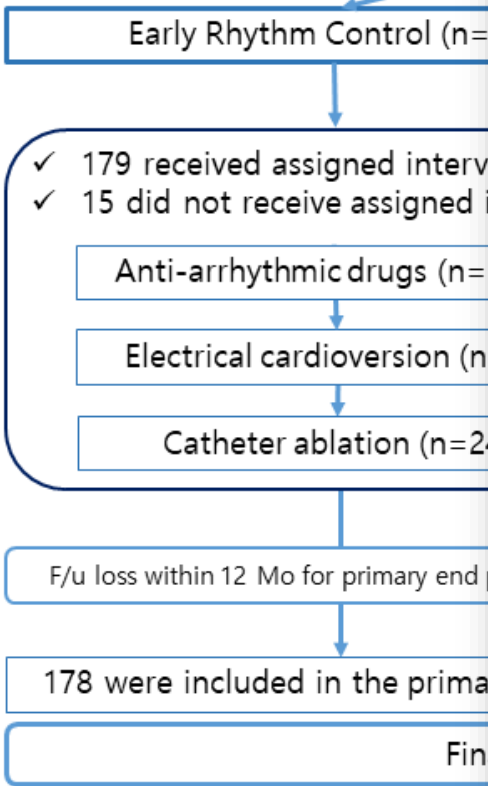 Early Rhythm Control (n=
✓ 179 received assigned interv
✓ 15 did not receive assigned
Anti-arrhythmic drugs (n=
Electrical cardioversion (n
Catheter ablation (n=2
F/u loss within 12 Mo for primary end
178 were included in the prima
Fin